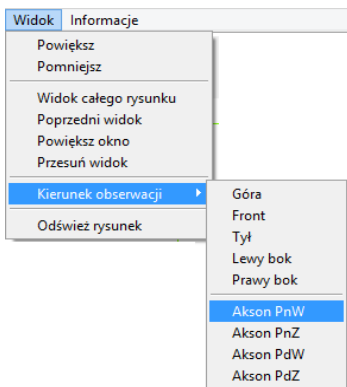 Widok Informacje
Powiększ
Pomniejsz
Widok całego rysunku
Poprzedni widok
Powiększ okno
Przesuń widok
Kierunek obserwacji
Odśwież rysunek
Góra
Front
Tył
Lewy bok
Prawy bok
Akson PnW
Akson PnZ
Akson PdW
Akson PdZ